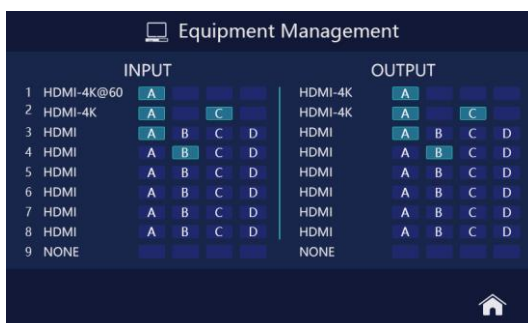 Equipment Management
INPUT OUTPUT
1 HDMI-4K@60 A HDMI-4K A
2 HDMI-4K A C HDMI-4K A C
3 HDMI A B C D HDMI A B C D
4 HDMI A B C D HDMI A B C D
5 HDMI A B C D HDMI A B C D
6 HDMI A B C D HDMI A B C D
7 HDMI A B C D HDMI A B C D
8 HDMI A B C D HDMI A B C D
9 NONE NONE